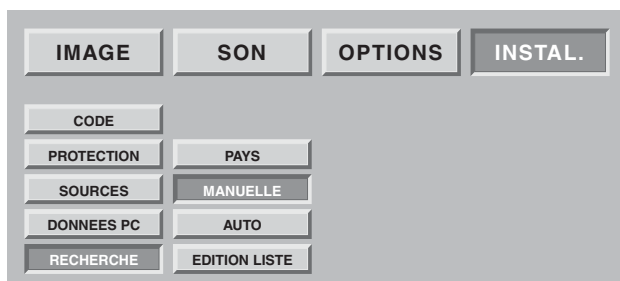 IMAGE SON OPTIONS INSTAL.
CODE
PROTECTION PAYS
SOURCES MANUELLE
DONNEES PC AUTO
RECHERCHE EDITION LISTE